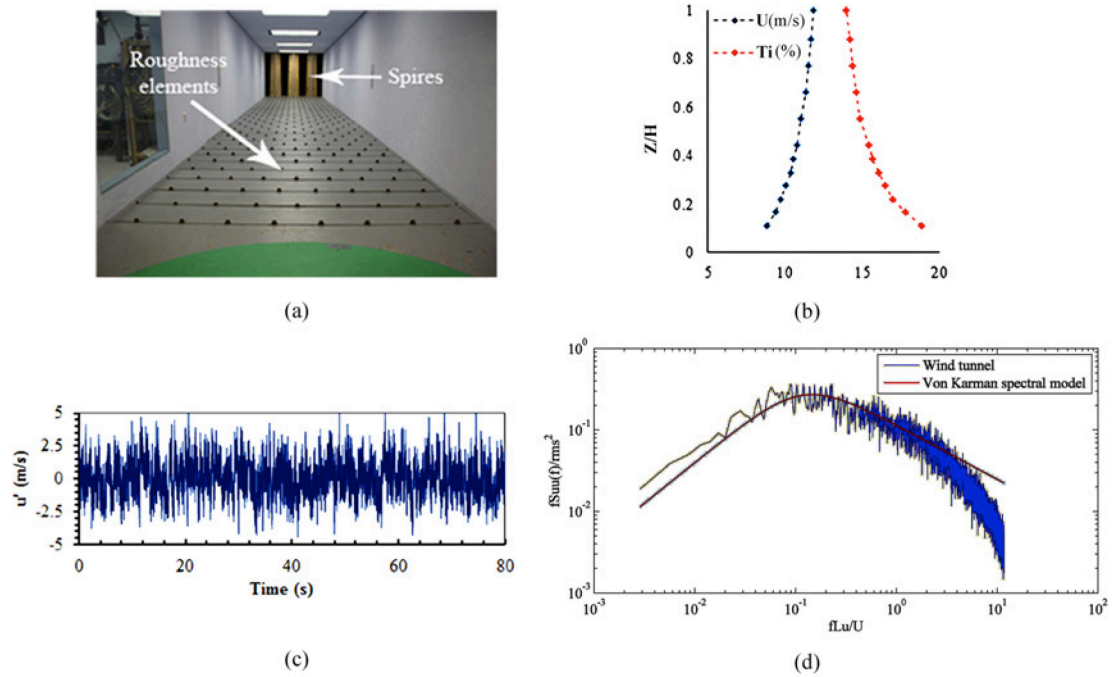 Roughness
elements
Spires
(a)
U(m/s)
Ti(%)
Z/H
1
0.8
0.6
0.4
0.2
0
5
10
15
20
(b)
u' (m/s)
5
2.5
0
-2.5
-5
0
20
40
60
80
Time (s)
(c)
Wind tunnel
Von Karman spectral model
fSuu(f)/rms²
10⁰
10⁻¹
10⁻²
10⁻³
10⁻³
10⁻²
10⁻¹
10⁰
10¹
10²
fLu/U
(d)